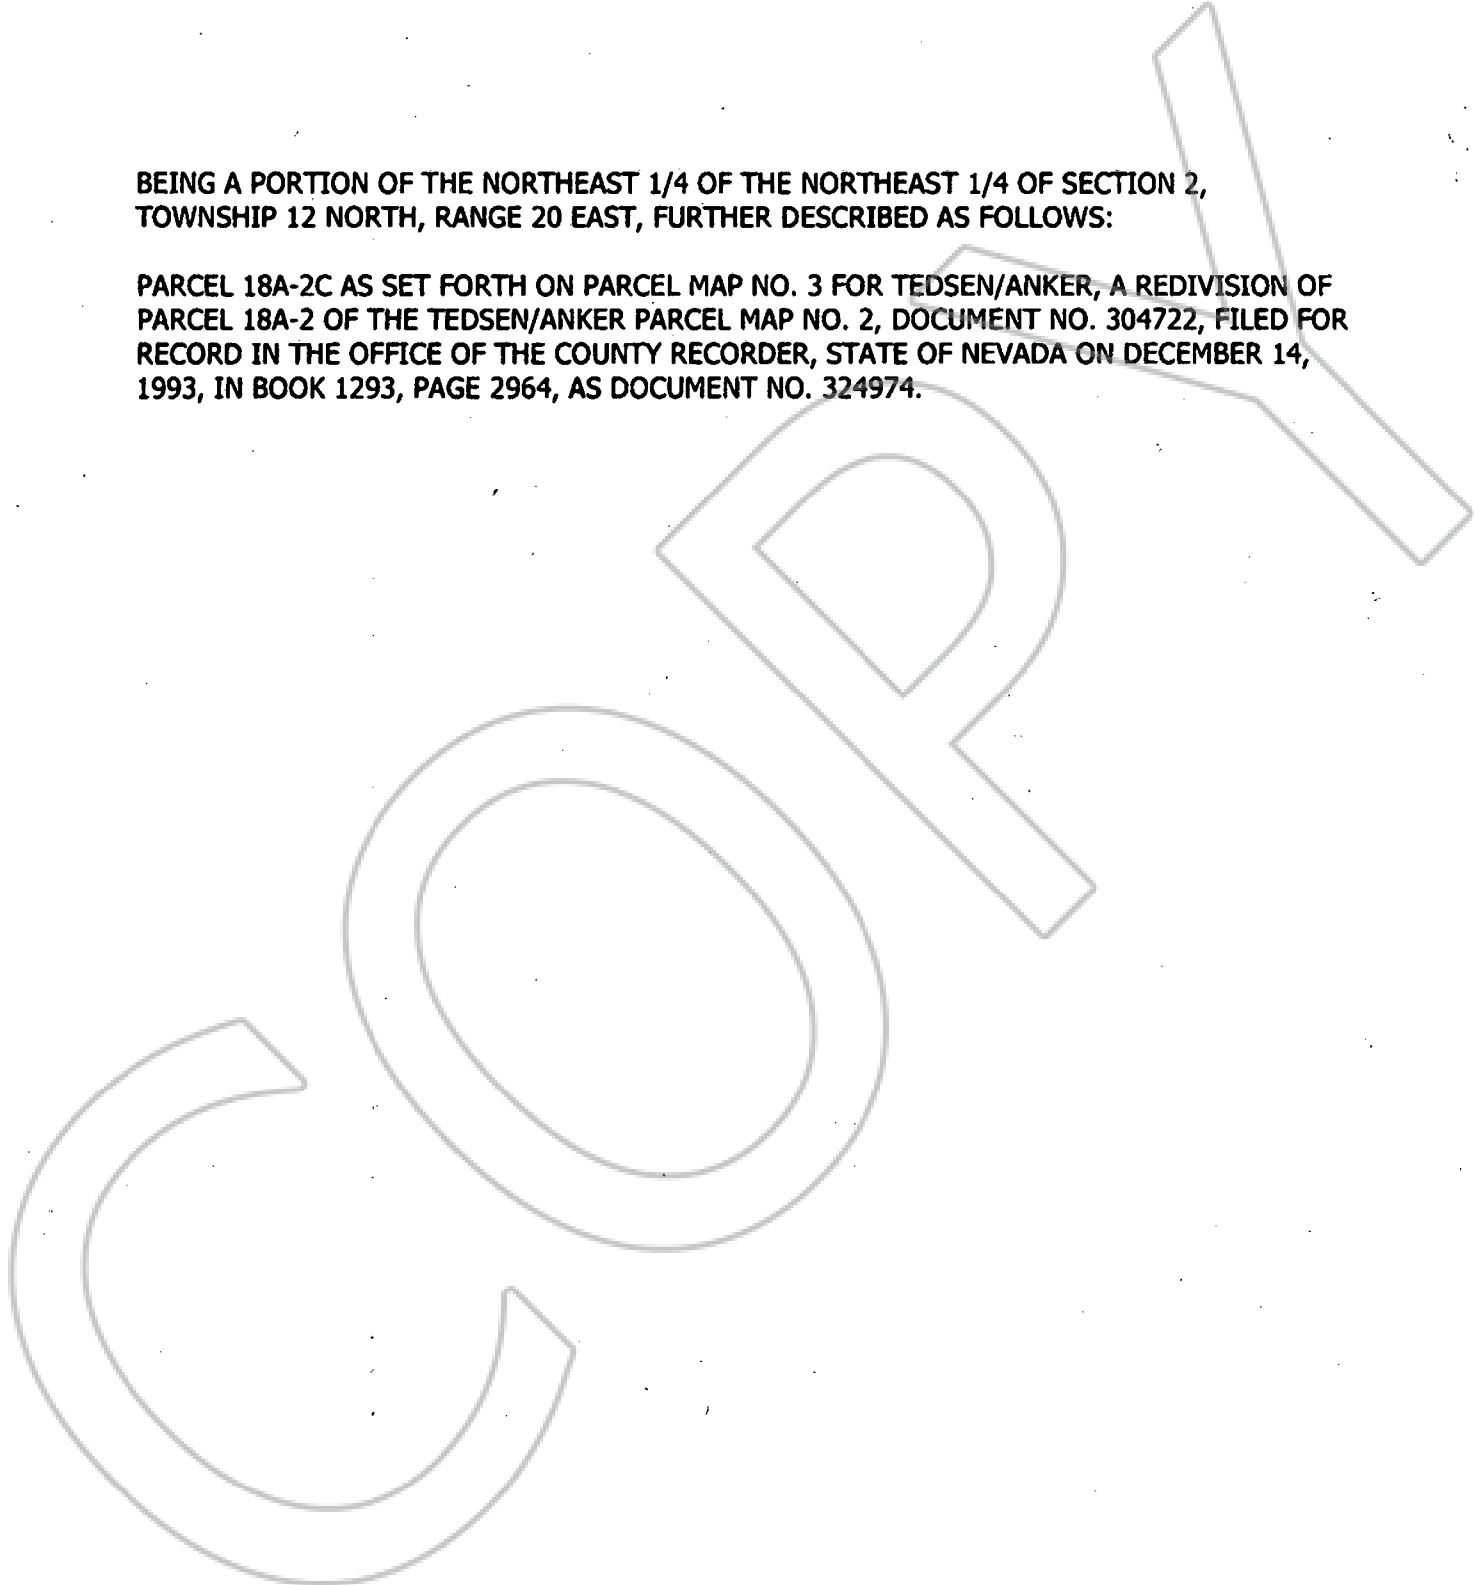 BEING A PORTION OF THE NORTHEAST 1/4 OF THE NORTHEAST 1/4 OF SECTION 2,
TOWNSHIP 12 NORTH, RANGE 20 EAST, FURTHER DESCRIBED AS FOLLOWS:
PARCEL 18A-2C AS SET FORTH ON PARCEL MAP NO. 3 FOR TEDSEN/ANKER, A REDIVISION OF
PARCEL 18A-2 OF THE TEDSEN/ANKER PARCEL MAP NO. 2, DOCUMENT NO. 304722, FILED FOR
RECORD IN THE OFFICE OF THE COUNTY RECORDER, STATE OF NEVADA ON DECEMBER 14,
1993, IN BOOK 1293, PAGE 2964, AS DOCUMENT NO. 324974.
COPY